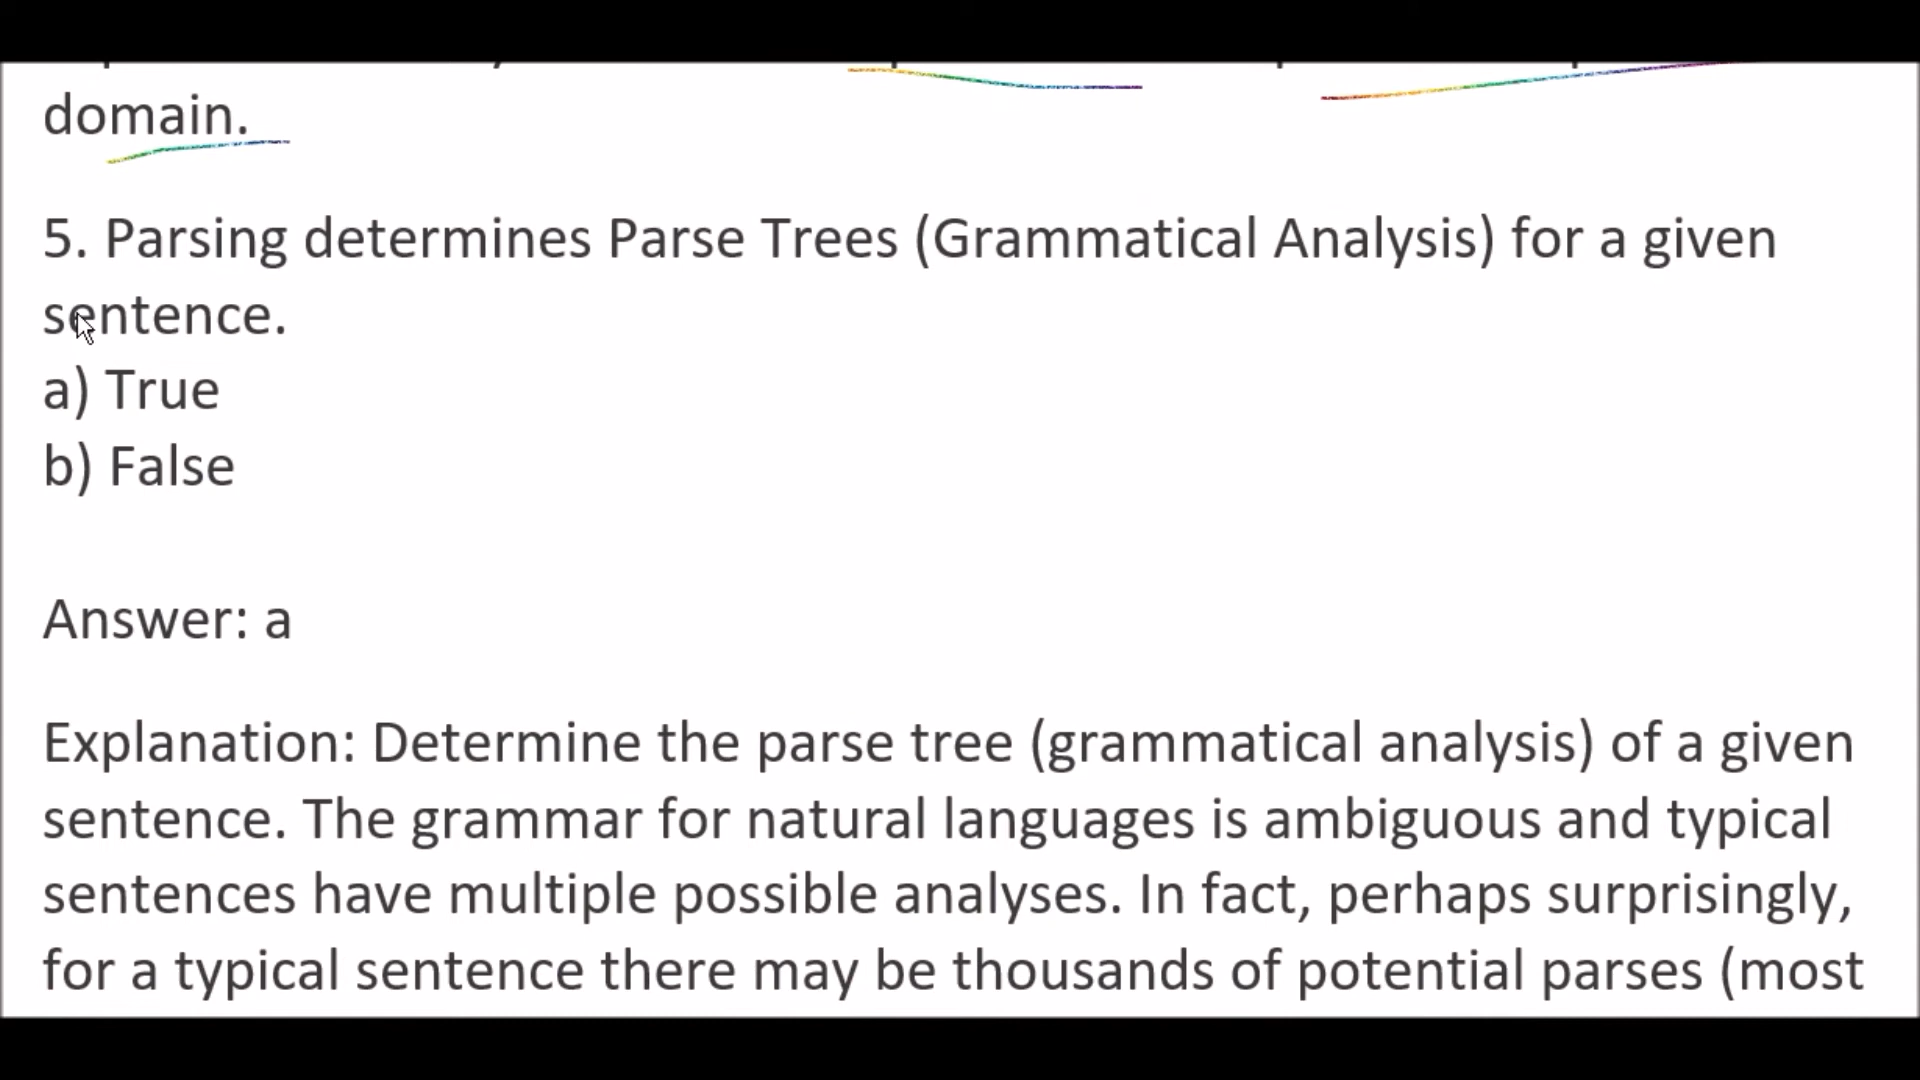 domain.
5. Parsing determines Parse Trees (Grammatical Analysis) for a given
sentence.
a) True
b) False
Answer: a
Explanation: Determine the parse tree (grammatical analysis) of a given
sentence. The grammar for natural languages is ambiguous and typical
sentences have multiple possible analyses. In fact, perhaps surprisingly,
for a typical sentence there may be thousands of potential parses (most